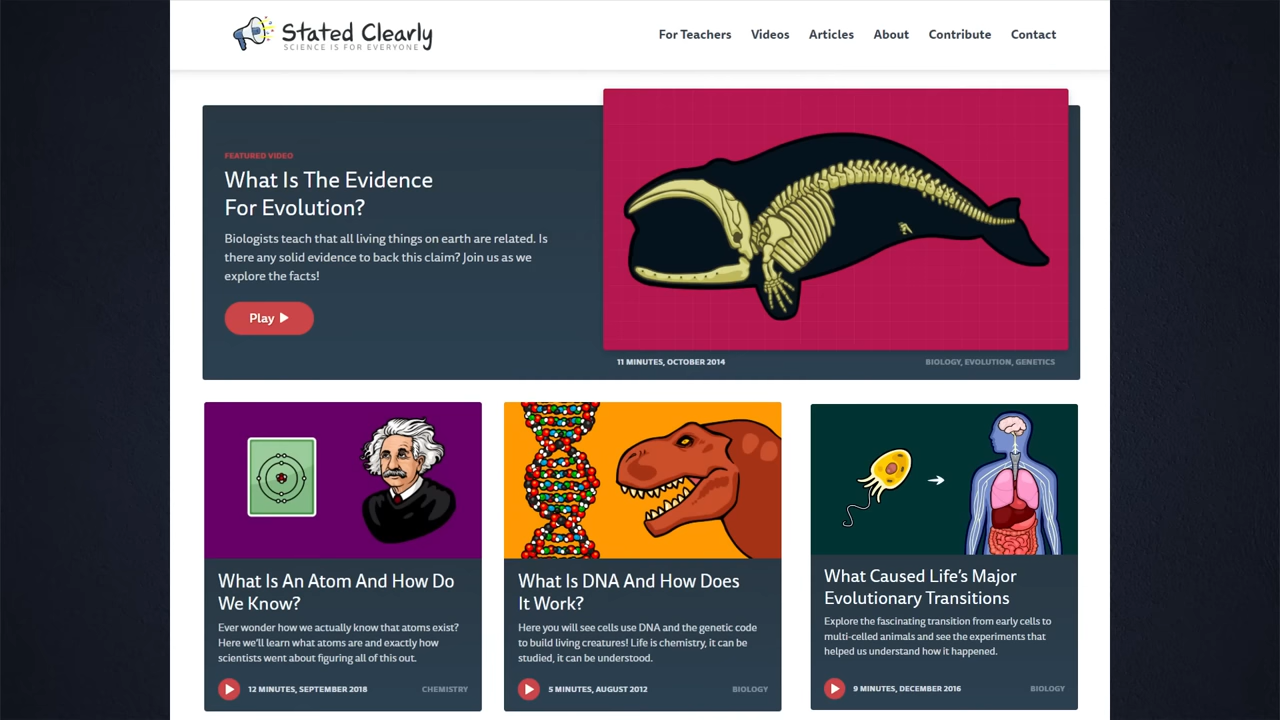 Stated Clearly
SCIENCE IS FOR EVERYONE
For Teachers Videos Articles About Contribute Contact
FEATURED VIDEO
What Is The Evidence
For Evolution?
Biologists teach that all living things on earth are related. Is
there any solid evidence to back this claim? Join us as we
explore the facts!
Play
11 MINUTES, OCTOBER 2014
BIOLOGY, EVOLUTION, GENETICS
What Is An Atom And How Do
We Know?
Ever wonder how we actually know that atoms exist?
Here we'll learn what atoms are and exactly how
scientists went about figuring all of this out.
12 MINUTES, SEPTEMBER 2018
CHEMISTRY
What Is DNA And How Does
It Work?
Here you will see cells use DNA and the genetic code
to build living creatures! Life is chemistry, it can be
studied, it can be understood.
5 MINUTES, AUGUST 2012
BIOLOGY
What Caused Life's Major
Evolutionary Transitions
Explore the fascinating transition from early cells to
multi-celled animals and see the experiments that
helped us understand how it happened.
9 MINUTES, DECEMBER 2016
BIOLOGY